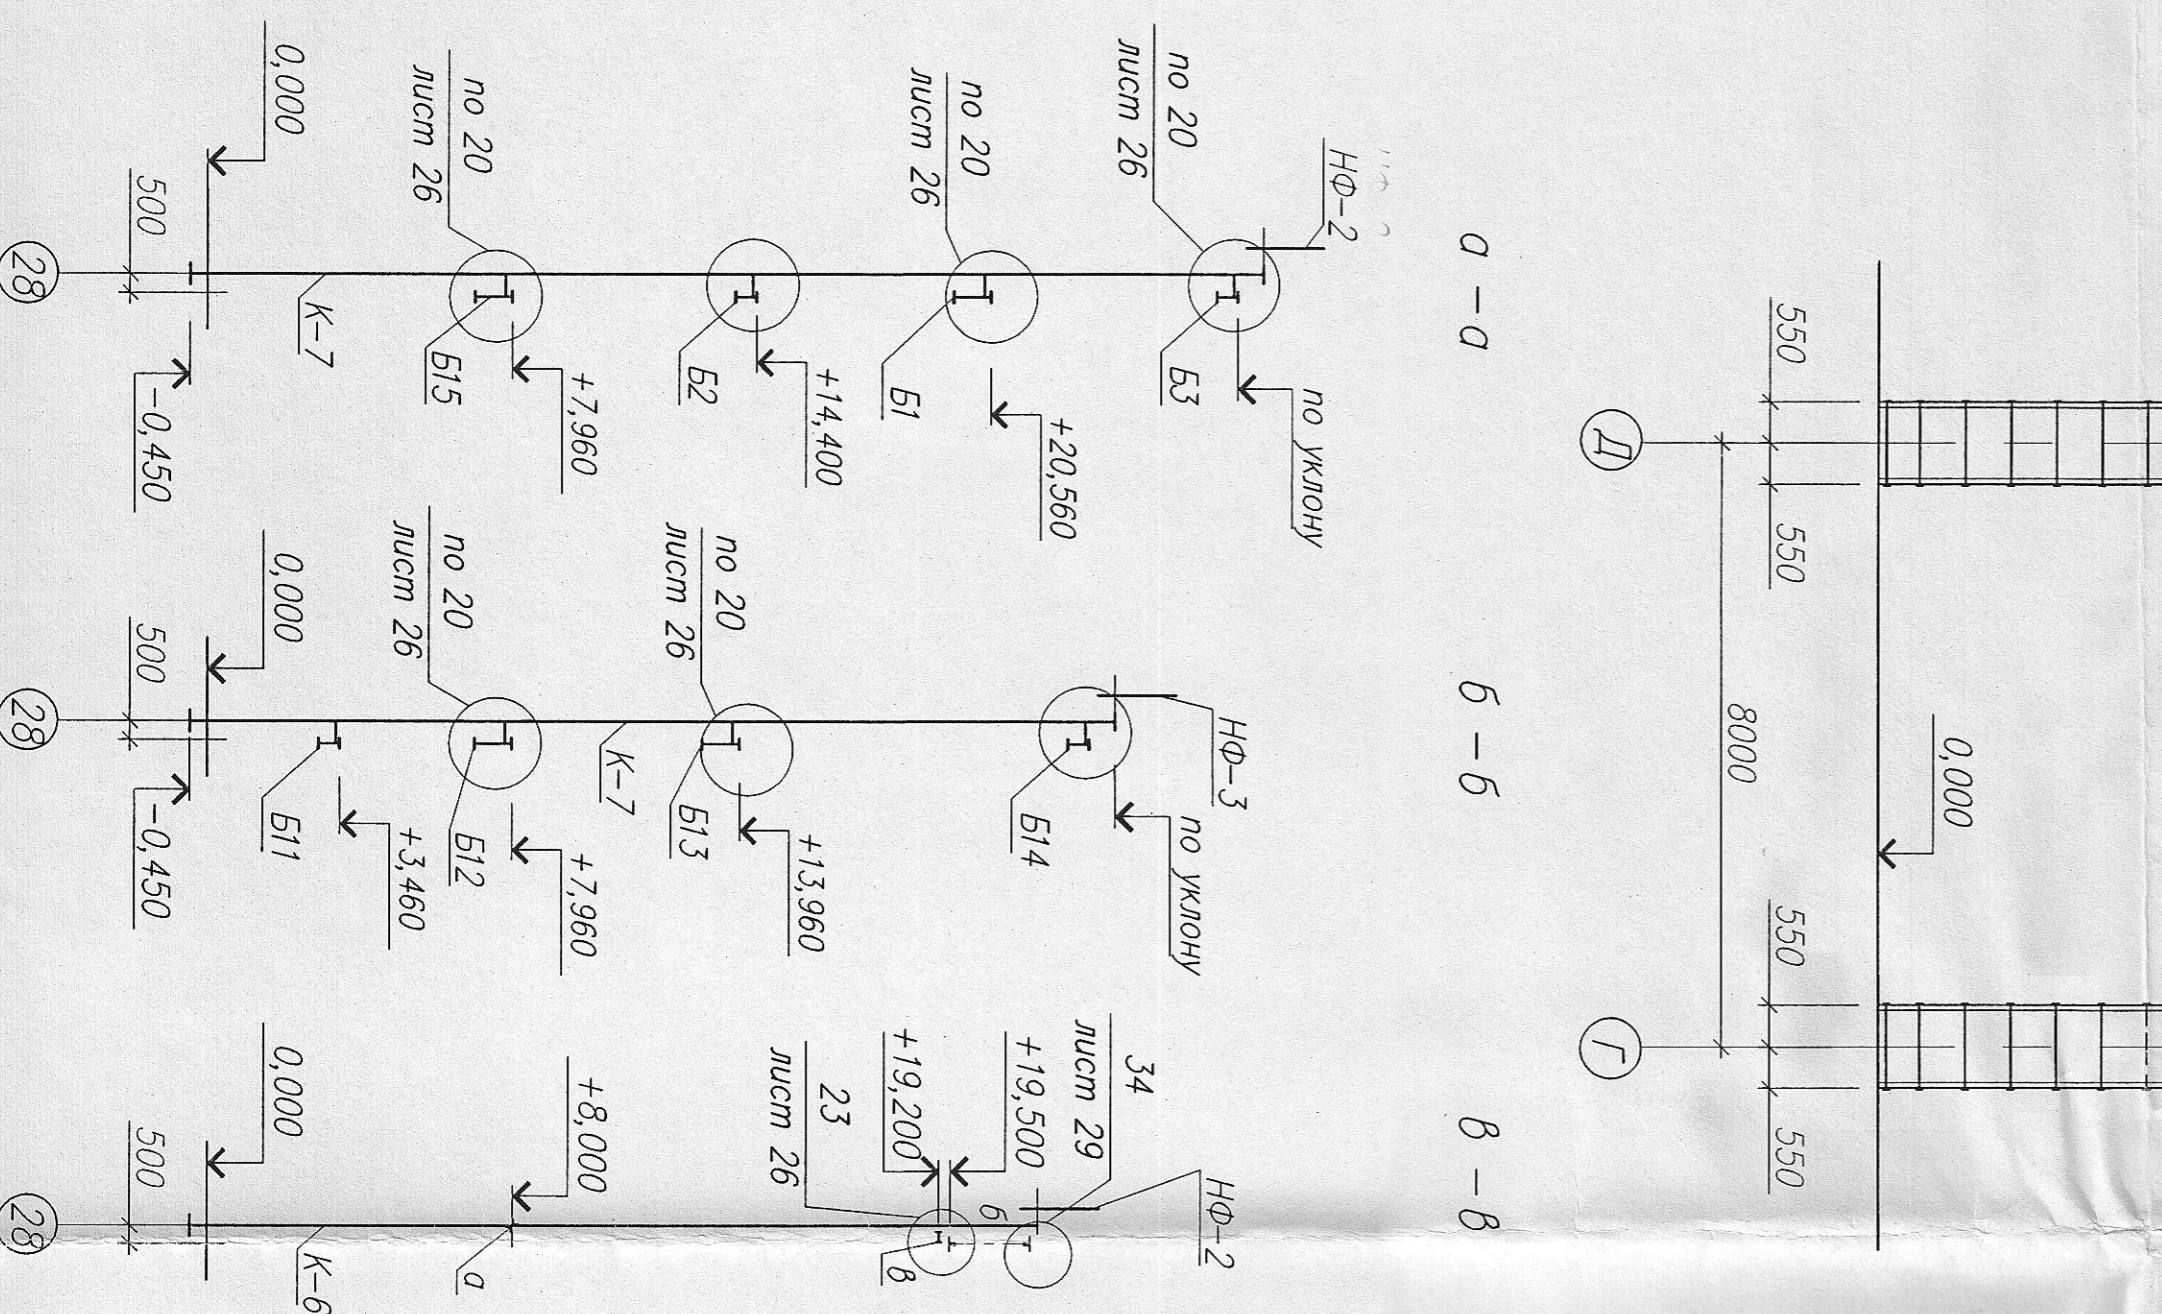 550
550
550
550
8000
0,000
Д
Г
а – а
НФ-2
по 20
лист 26
по уклону
Б3
по 20
лист 26
+20,560
Б1
+14,400
Б2
по 20
лист 26
+7,960
Б15
К-7
0,000
500
-0,450
28
б – б
НФ-3
по уклону
Б14
по 20
лист 26
+13,960
Б13
К-7
по 20
лист 26
+7,960
Б12
+3,460
Б11
0,000
500
-0,450
28
в – в
НФ-2
34
лист 29
+19,500
+19,200
б
в
23
лист 26
+8,000
а
К-6
0,000
500
28